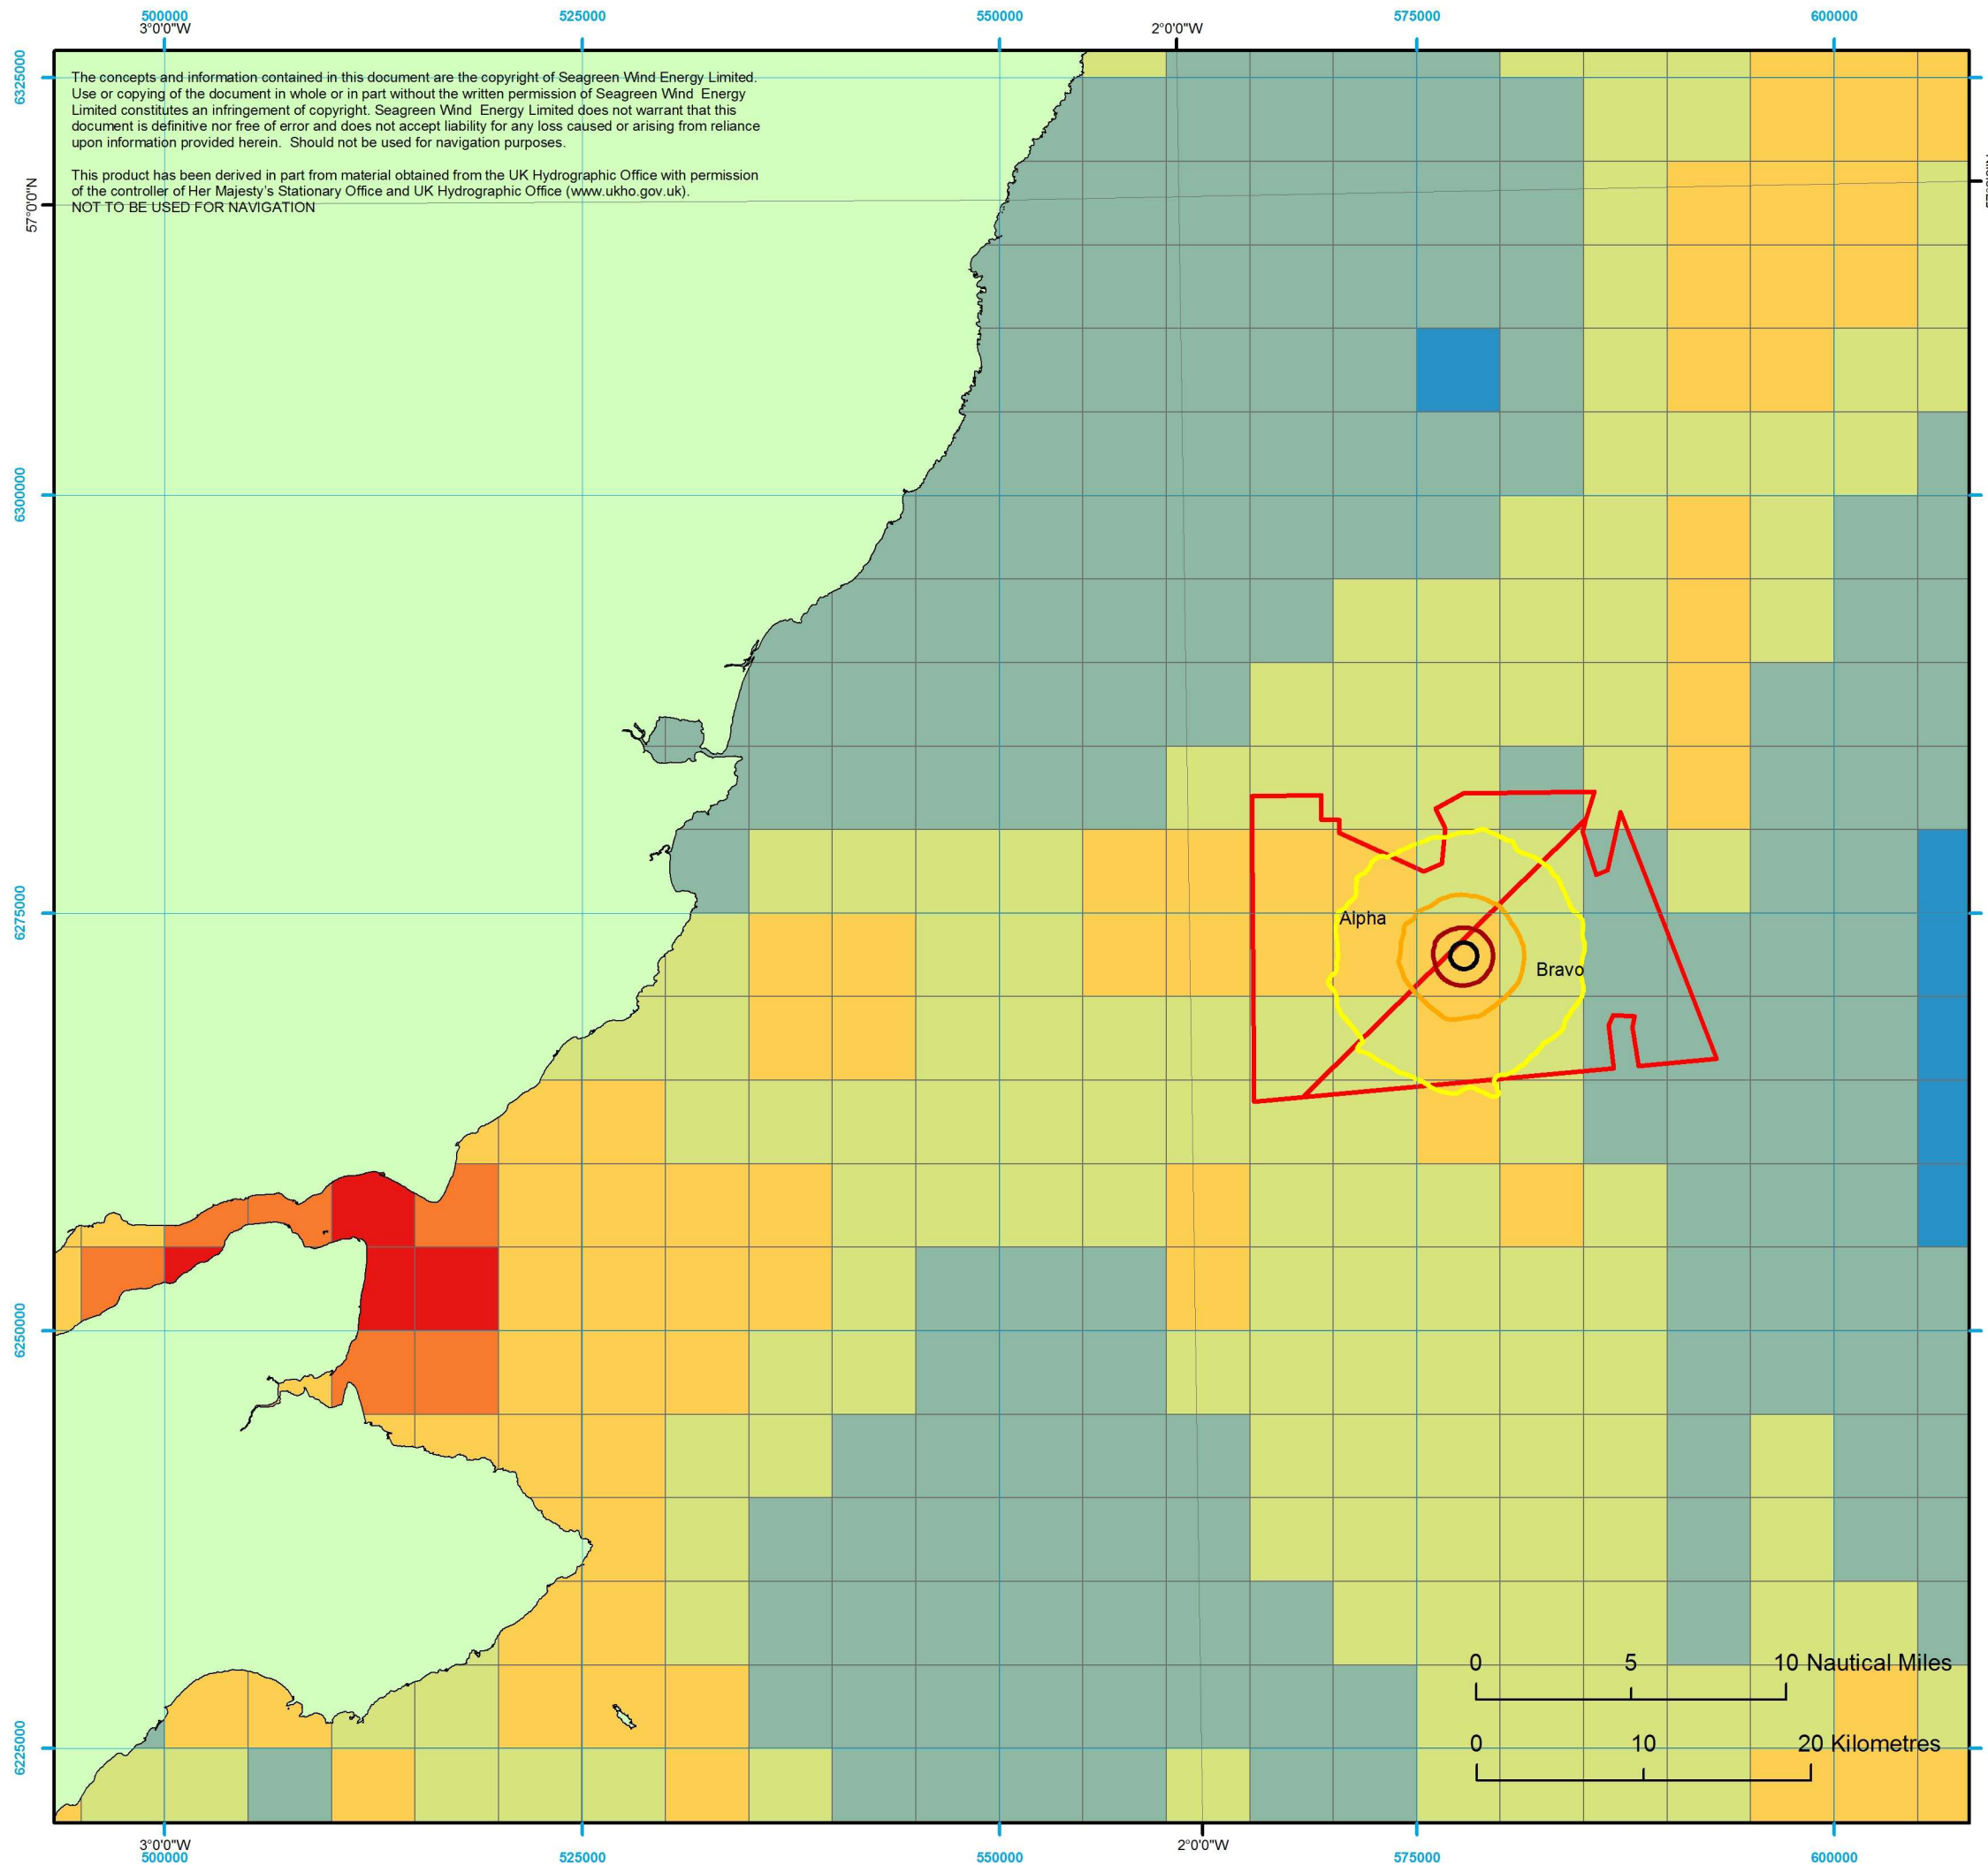 500000
525000
550000
575000
600000
3°0'0"W
2°0'0"W
The concepts and information contained in this document are the copyright of Seagreen Wind Energy Limited.
Use or copying of the document in whole or in part without the written permission of Seagreen Wind Energy
Limited constitutes an infringement of copyright. Seagreen Wind Energy Limited does not warrant that this
document is definitive nor free of error and does not accept liability for any loss caused or arising from reliance
upon information provided herein. Should not be used for navigation purposes.
This product has been derived in part from material obtained from the UK Hydrographic Office with permission
of the controller of Her Majesty's Stationary Office and UK Hydrographic Office (www.ukho.gov.uk).
NOT TO BE USED FOR NAVIGATION
6325000
57°0'0"N
6300000
6275000
6250000
6225000
Alpha
Bravo
0 5 10 Nautical Miles
0 10 20 Kilometres
3°0'0"W
2°0'0"W
500000
525000
550000
575000
600000